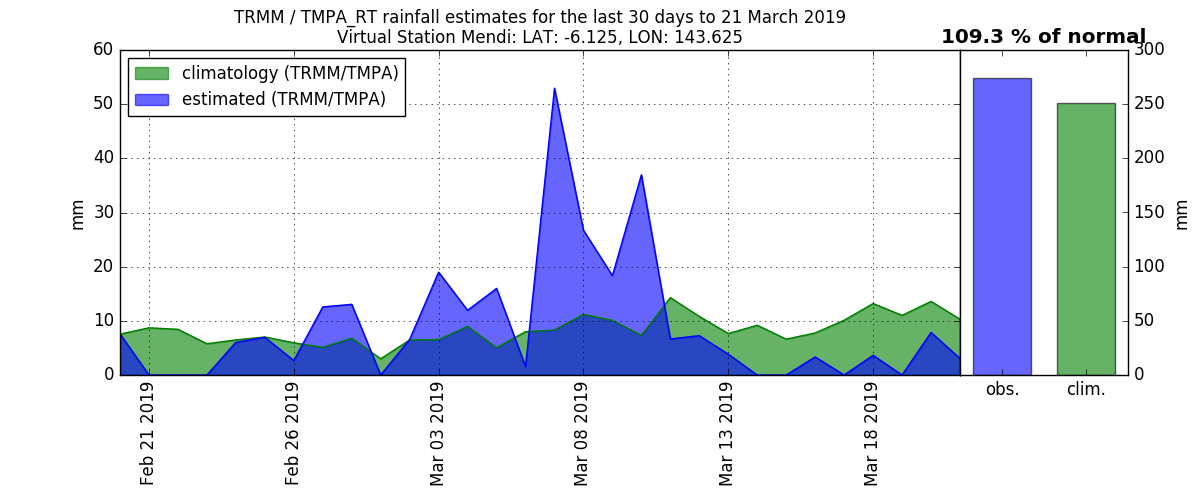 TRMM / TMPA_RT rainfall estimates for the last 30 days to 21 March 2019
Virtual Station Mendi: LAT: -6.125, LON: 143.625
109.3 % of normal
climatology (TRMM/TMPA)
estimated (TRMM/TMPA)
60
50
40
30
20
10
0
mm
300
250
200
150
100
50
0
mm
obs.
clim.
Feb 21 2019
Feb 26 2019
Mar 03 2019
Mar 08 2019
Mar 13 2019
Mar 18 2019